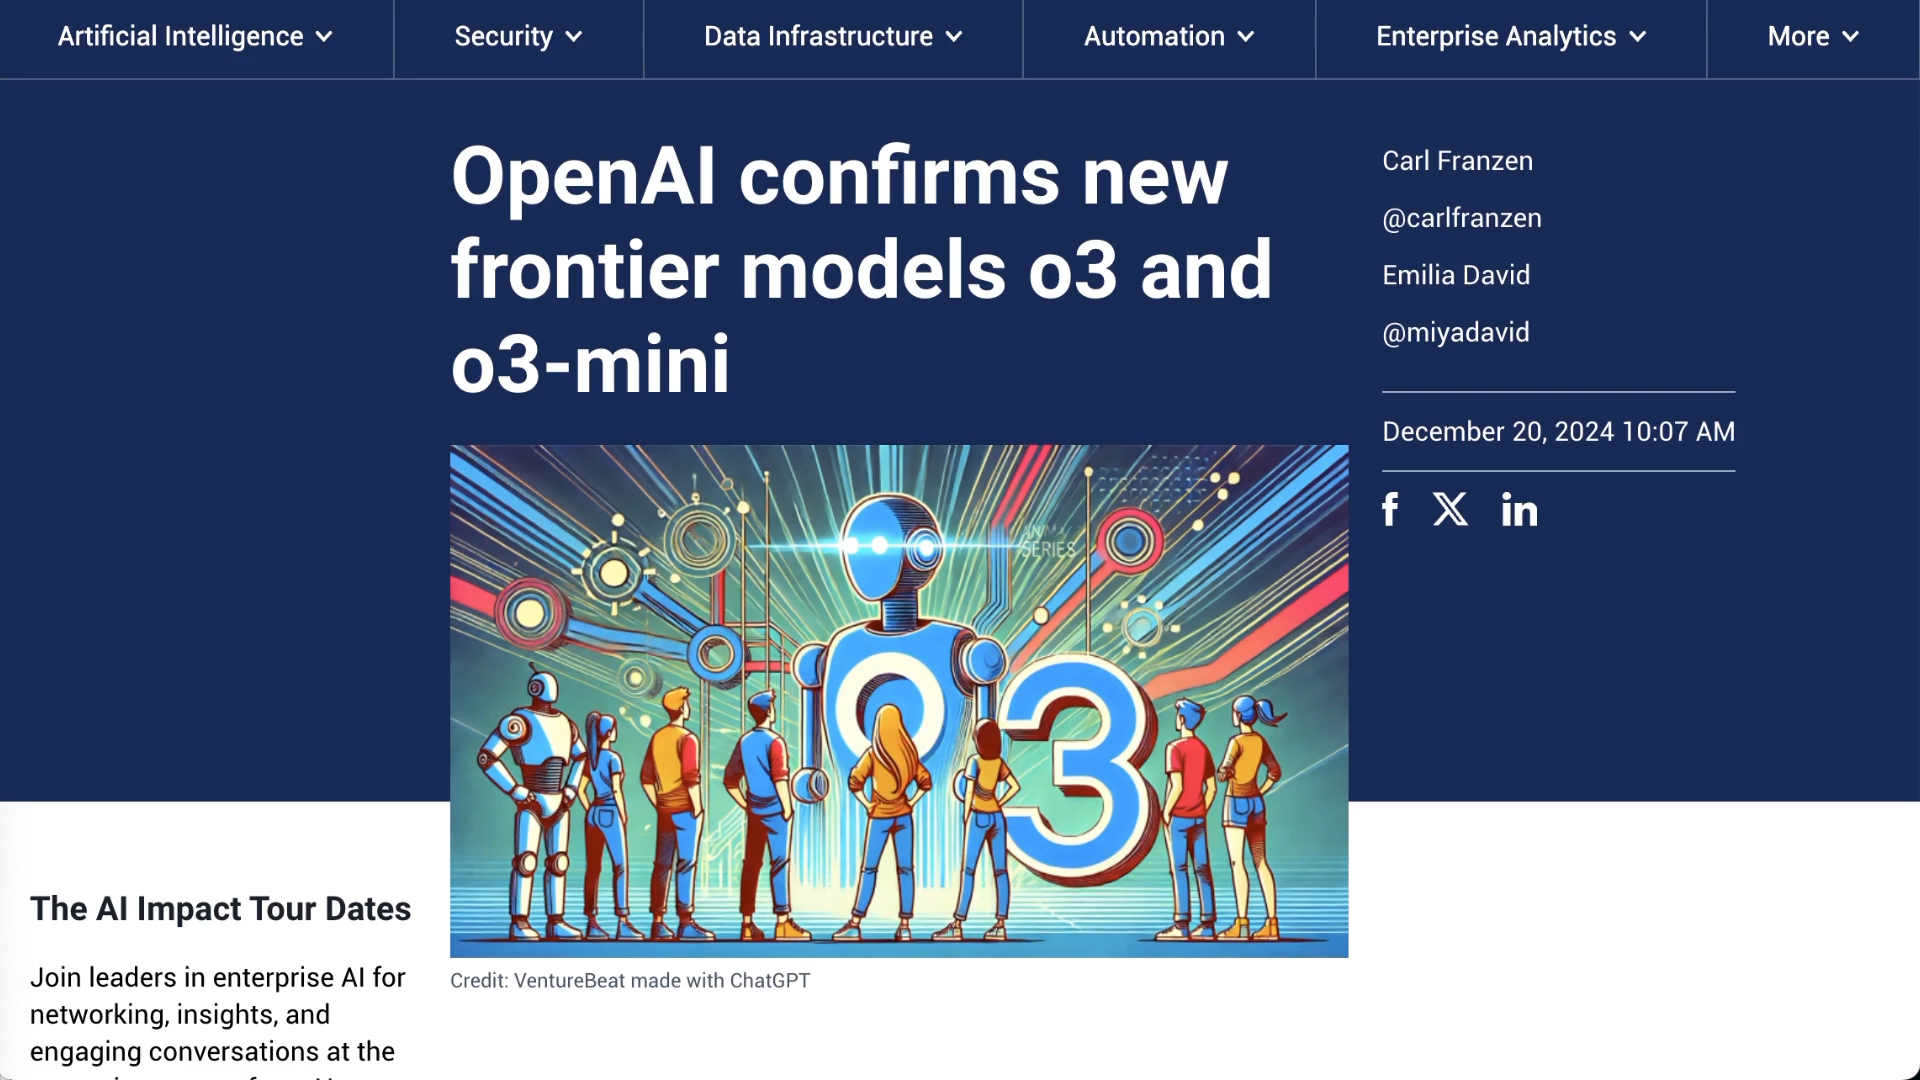 Artificial Intelligence
Security
Data Infrastructure
Automation
Enterprise Analytics
More
OpenAI confirms new
frontier models o3 and
o3-mini
Carl Franzen
@carlfranzen
Emilia David
@miyadavid
December 20, 2024 10:07 AM
SERIES
3
Credit: VentureBeat made with ChatGPT
The AI Impact Tour Dates
Join leaders in enterprise AI for
networking, insights, and
engaging conversations at the